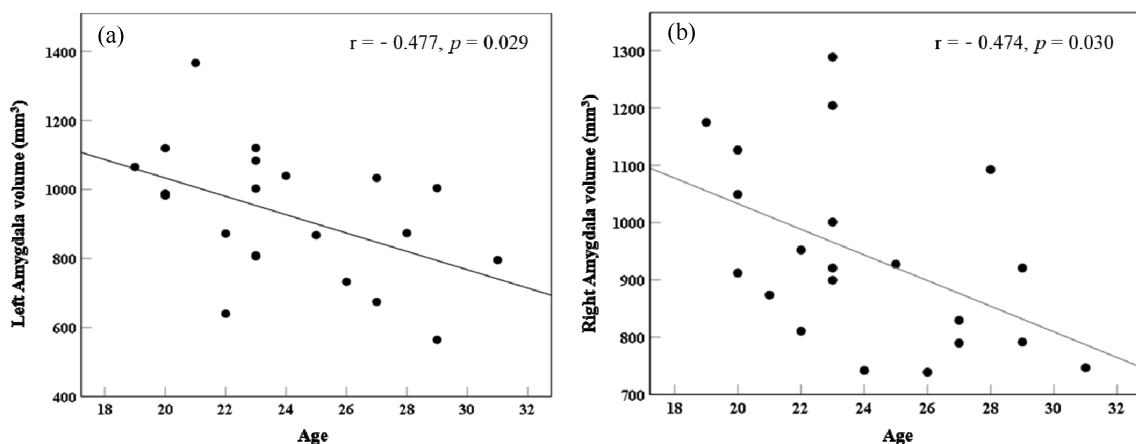 (a)
r = - 0.477, p = 0.029
Left Amygdala volume (mm³)
1400
1200
1000
800
600
400
18 20 22 24 26 28 30 32
Age
(b)
r = - 0.474, p = 0.030
Right Amygdala volume (mm³)
1300
1200
1100
1000
900
800
700
18 20 22 24 26 28 30 32
Age